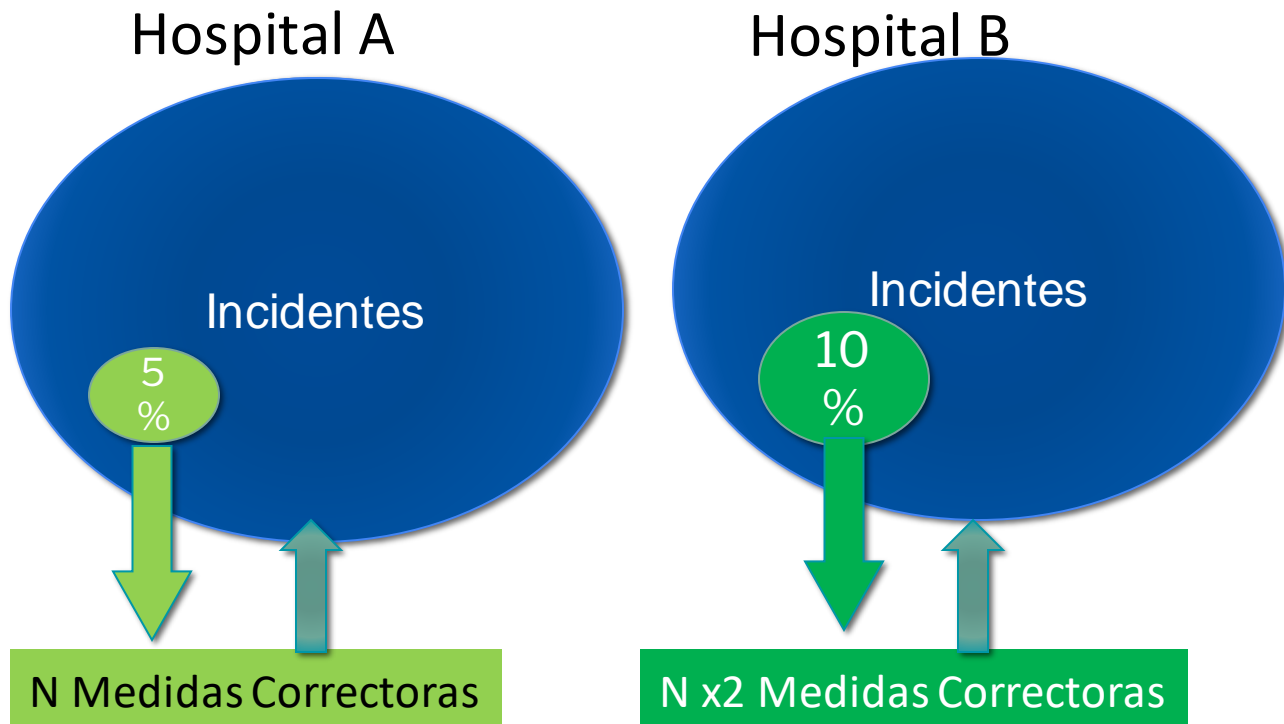 Hospital A
Incidentes
5
%
N Medidas Correctoras
Hospital B
Incidentes
10
%
N x2 Medidas Correctoras